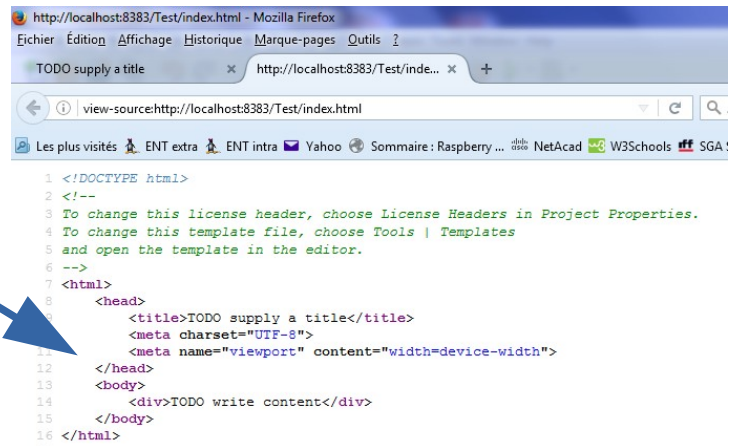 http://localhost:8383/Test/index.html - Mozilla Firefox
Fichier Édition Affichage Historique Marque-pages Outils ?
TODO supply a title × http://localhost:8383/Test/inde... × +
view-source:http://localhost:8383/Test/index.html
Les plus visités ENT extra ENT intra Yahoo Sommaire : Raspberry ... NetAcad W3Schools SGA
1 <!DOCTYPE html>
2 <!--
3 To change this license header, choose License Headers in Project Properties.
4 To change this template file, choose Tools | Templates
5 and open the template in the editor.
6 -->
7 <html>
8 <head>
9 <title>TODO supply a title</title>
<meta charset="UTF-8">
11 <meta name="viewport" content="width=device-width">
12 </head>
13 <body>
14 <div>TODO write content</div>
15 </body>
16 </html>